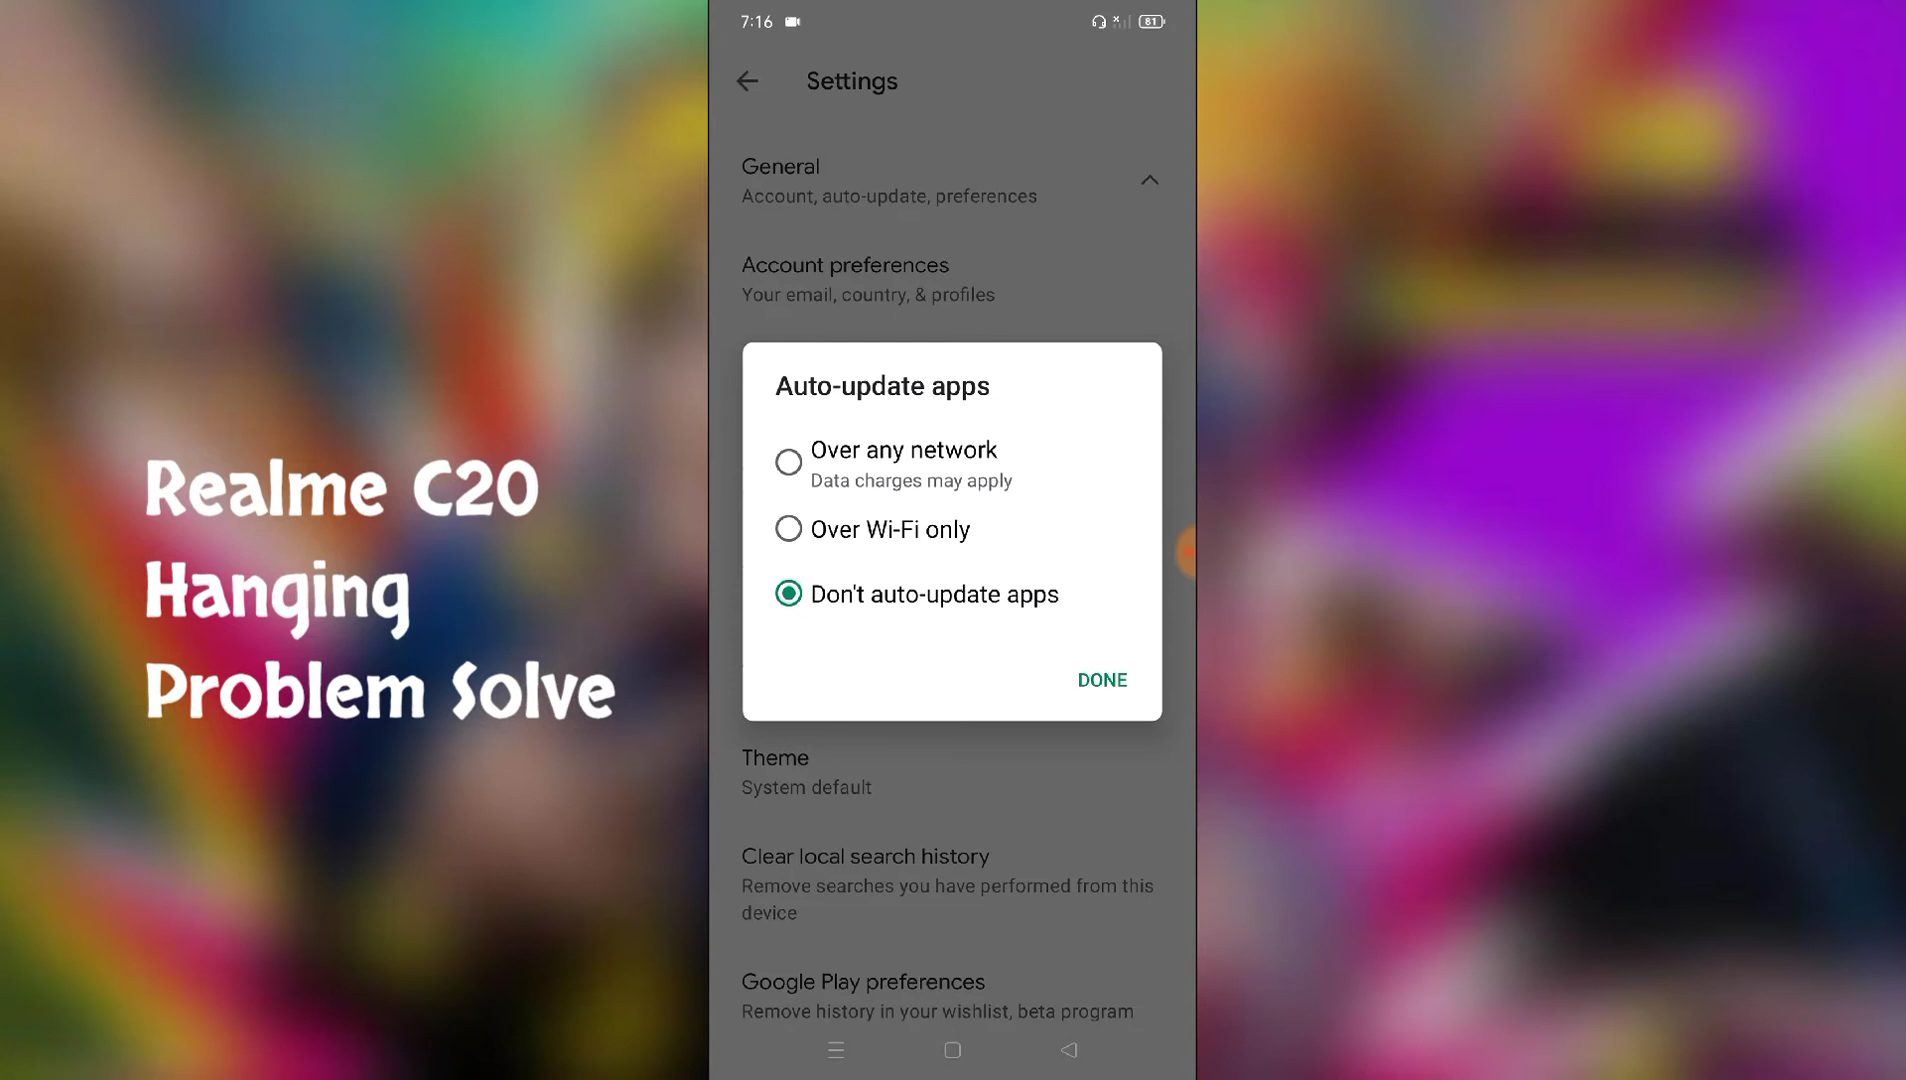 7:16
81
Settings
General
Account, auto-update, preferences
Account preferences
Your email, country, & profiles
Auto-update apps
Over any network
Data charges may apply
Over Wi-Fi only
Don't auto-update apps
DONE
Theme
System default
Clear local search history
Remove searches you have performed from this
device
Google Play preferences
Remove history in your wishlist, beta program
Realme C20
Hanging
Problem Solve